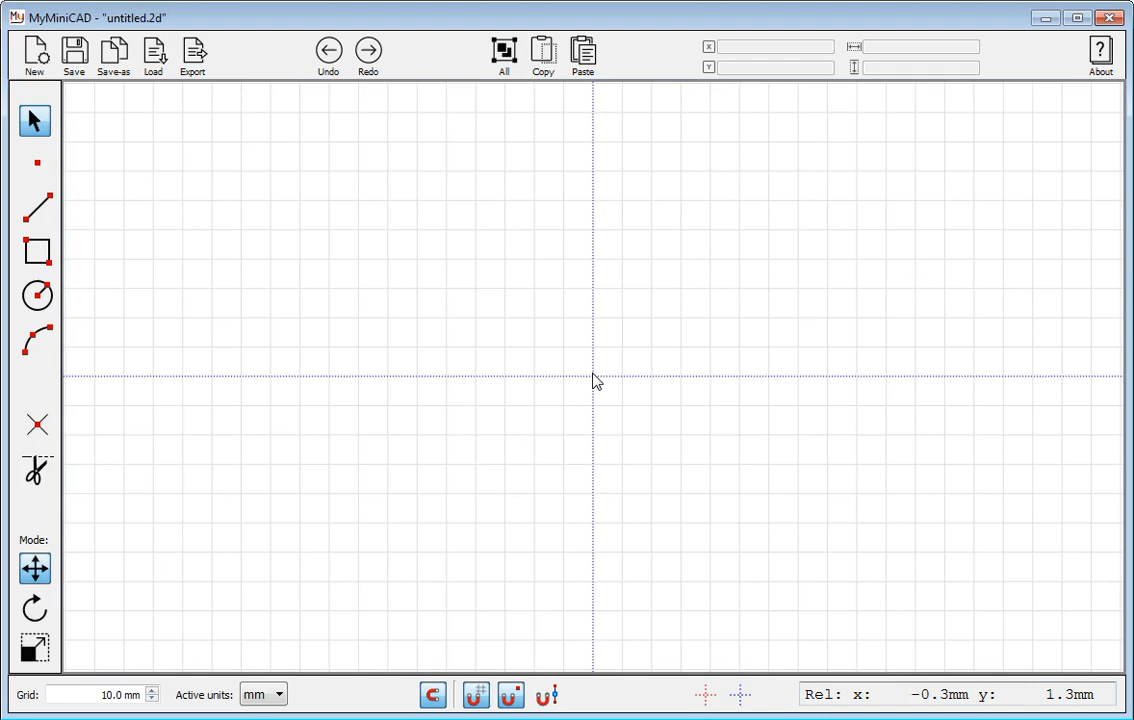 My MyMiniCAD - "untitled.2d"
New Save Save-as Load Export Undo Redo All Copy Paste X Y ? About
Mode:
Grid: 10.0 mm Active units: mm Rel: x: -0.3mm y: 1.3mm